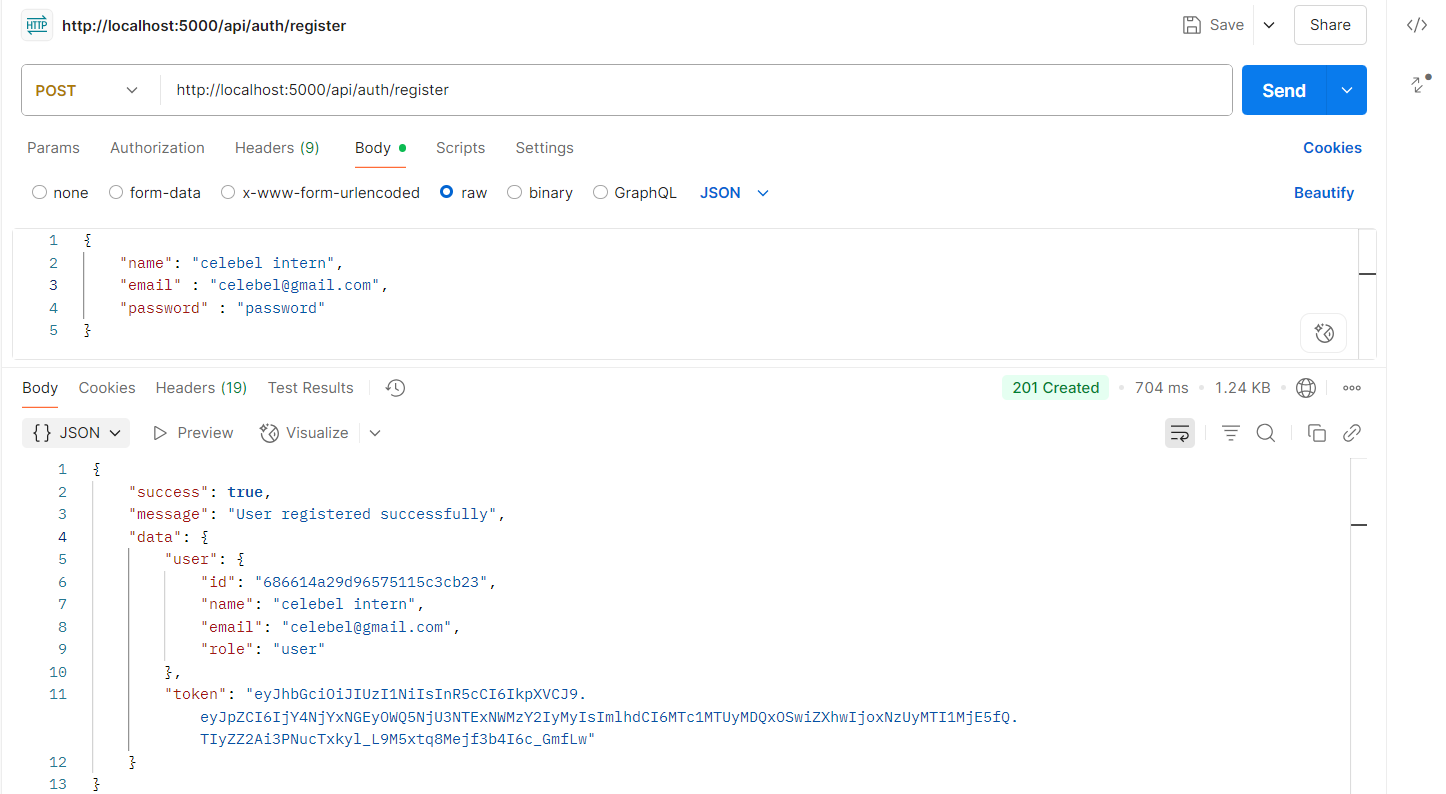 HTTP http://localhost:5000/api/auth/register Save Share
POST http://localhost:5000/api/auth/register Send
Params Authorization Headers (9) Body Scripts Settings Cookies
none form-data x-www-form-urlencoded raw binary GraphQL JSON Beautify
1 {
2 "name": "celebel intern",
3 "email" : "celebel@gmail.com",
4 "password" : "password"
5 }
Body Cookies Headers (19) Test Results 201 Created 704 ms 1.24 KB
{} JSON Preview Visualize
1 {
2 "success": true,
3 "message": "User registered successfully",
4 "data": {
5 "user": {
6 "id": "686614a29d96575115c3cb23",
7 "name": "celebel intern",
8 "email": "celebel@gmail.com",
9 "role": "user"
10 },
11 "token": "eyJhbGciOiJIUzI1NiIsInR5cCI6IkpXVCJ9.
eyJpZCI6IjY4NjYxNGEyOWQ5NjU3NTExNWMzY2IyMyIsImlhdCI6MTc1MTUyMDQxOSwiZXhwIjoxNzUyMTI1MjE5fQ.
TIyZZ2Ai3PNucTxkyl_L9M5xtq8Mejf3b4I6c_GmfLw"
12 }
13 }